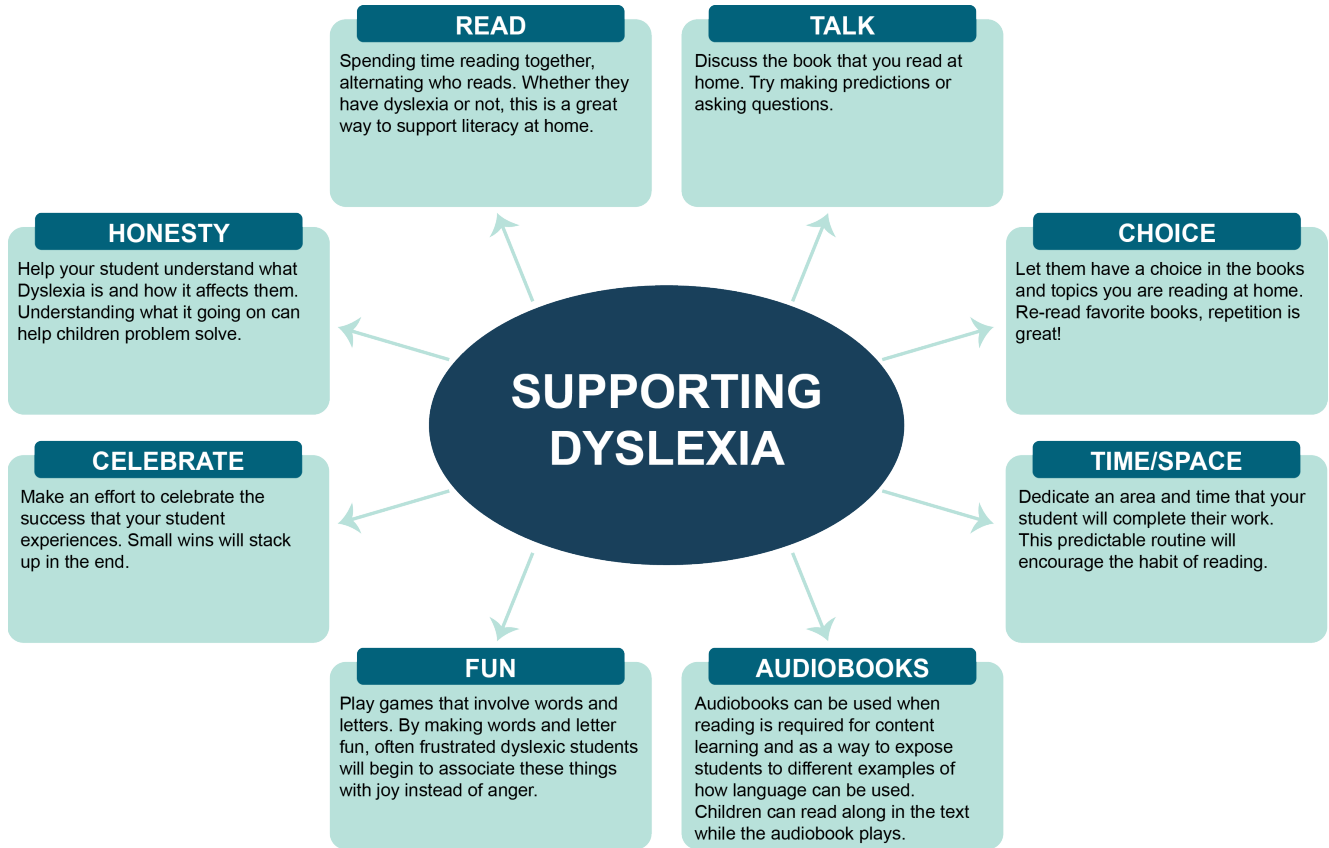 READ
Spending time reading together,
alternating who reads. Whether they
have dyslexia or not, this is a great
way to support literacy at home.
TALK
Discuss the book that you read at
home. Try making predictions or
asking questions.
HONESTY
Help your student understand what
Dyslexia is and how it affects them.
Understanding what it going on can
help children problem solve.
CHOICE
Let them have a choice in the books
and topics you are reading at home.
Re-read favorite books, repetition is
great!
SUPPORTING
DYSLEXIA
CELEBRATE
Make an effort to celebrate the
success that your student
experiences. Small wins will stack
up in the end.
TIME/SPACE
Dedicate an area and time that your
student will complete their work.
This predictable routine will
encourage the habit of reading.
FUN
Play games that involve words and
letters. By making words and letter
fun, often frustrated dyslexic students
will begin to associate these things
with joy instead of anger.
AUDIOBOOKS
Audiobooks can be used when
reading is required for content
learning and as a way to expose
students to different examples of
how language can be used.
Children can read along in the text
while the audiobook plays.